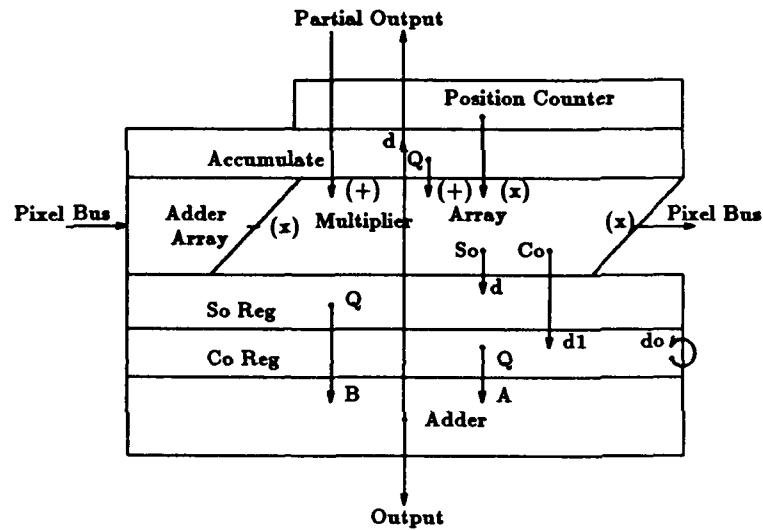 Partial Output
Position Counter
d
Accumulate
Q
(+)
(+)
(x)
Pixel Bus
Adder
Array
(x)
Multiplier
Array
(x)
Pixel Bus
So
Co
d
Q
So Reg
d1
do
Co Reg
Q
B
A
Adder
Output